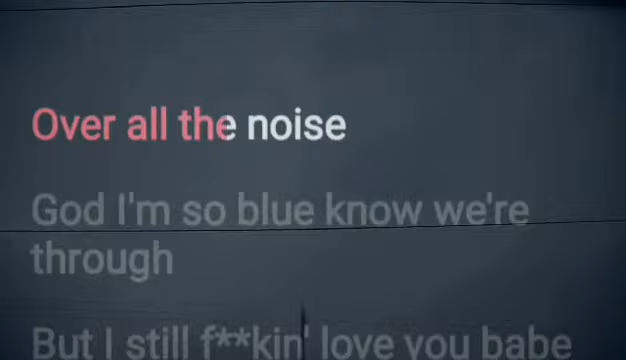 Over all the noise
God I'm so blue know we're
through
But I still f**kin' love you babe